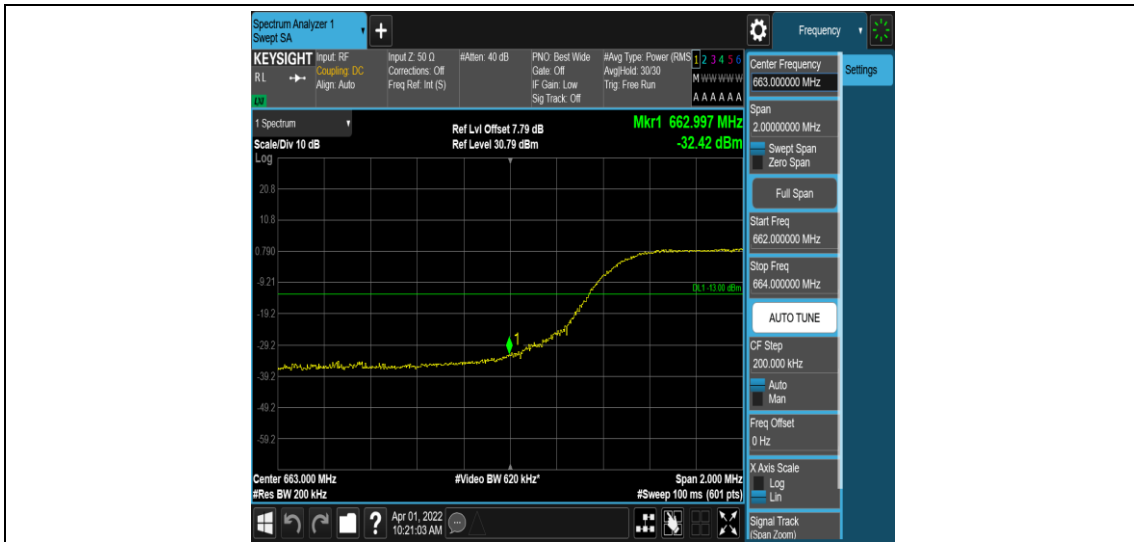 Spectrum Analyzer 1
Swept SA
+
Frequency
KEYSIGHT
RL
LXI
Input: RF
Coupling: DC
Align: Auto
Input Z: 50 Ω
Corrections: Off
Freq Ref: Int (S)
#Atten: 40 dB
PNO: Best Wide
Gate: Off
IF Gain: Low
Sig Track: Off
#Avg Type: Power (RMS
Avg|Hold: 30/30
Trig: Free Run
1 2 3 4 5 6
M W W W W W
A A A A A A
Center Frequency
663.000000 MHz
Settings
Span
2.00000000 MHz
Swept Span
Zero Span
Full Span
Start Freq
662.000000 MHz
Stop Freq
664.000000 MHz
AUTO TUNE
CF Step
200.000 kHz
Auto
Man
Freq Offset
0 Hz
X Axis Scale
Log
Lin
Signal Track
(Span Zoom)
1 Spectrum
Scale/Div 10 dB
Ref Lvl Offset 7.79 dB
Ref Level 30.79 dBm
Mkr1 662.997 MHz
-32.42 dBm
Log
20.8
10.8
0.790
-9.21
DL1 -13.00 dBm
-19.2
1
-29.2
-39.2
-49.2
-59.2
Center 663.000 MHz
#Video BW 620 kHz*
Span 2.000 MHz
#Res BW 200 kHz
#Sweep 100 ms (601 pts)
?
Apr 01, 2022
10:21:03 AM